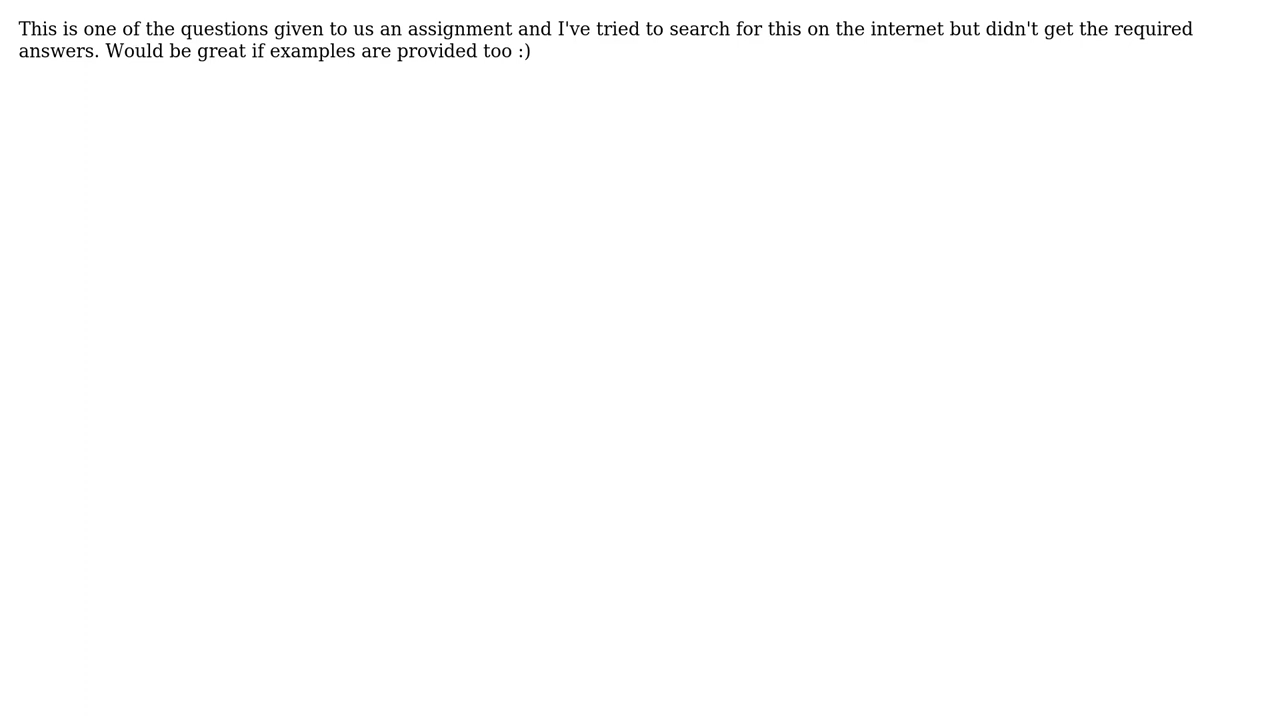 This is one of the questions given to us an assignment and I've tried to search for this on the internet but didn't get the required
answers. Would be great if examples are provided too :)